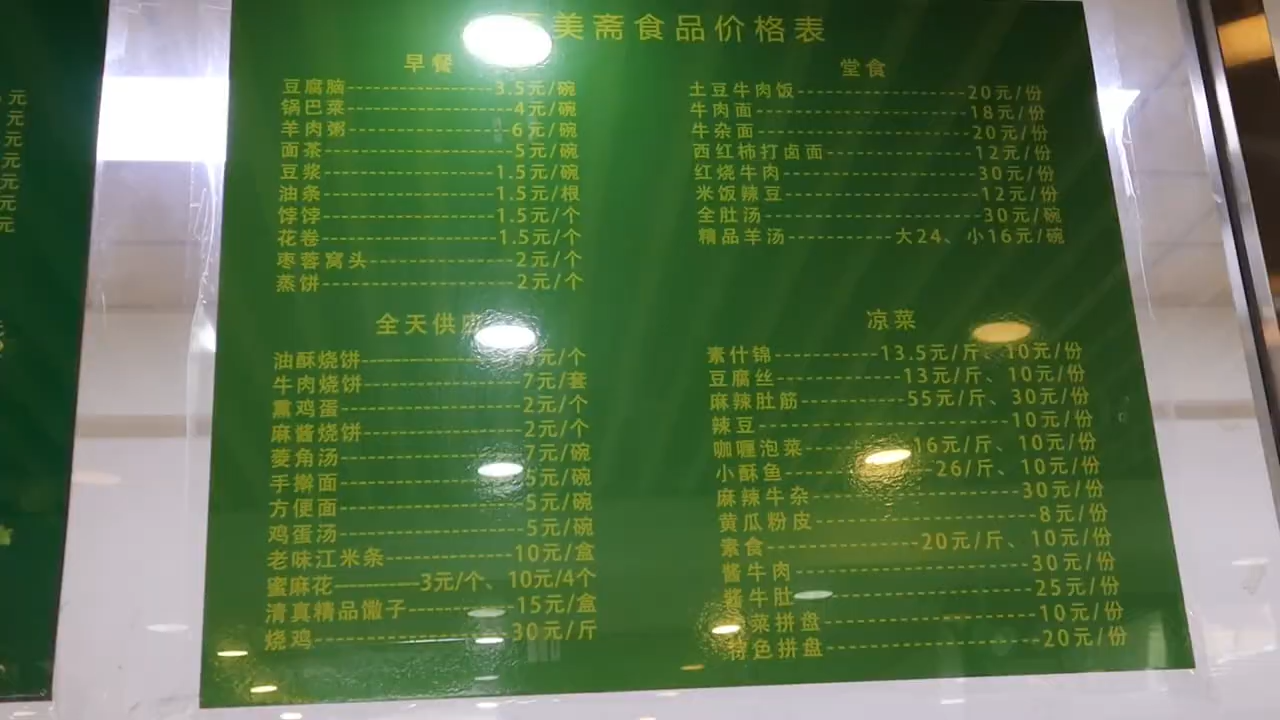 美斋食品价格表
早餐
豆腐脑 3.5元/碗
锅巴菜 4元/碗
羊肉粥 6元/碗
面茶 5元/碗
豆浆 1.5元/碗
油条 1.5元/根
饽饽 1.5元/个
花卷 1.5元/个
枣蓉窝头 2元/个
蒸饼 2元/个
全天供应
油酥烧饼 元/个
牛肉烧饼 7元/套
熏鸡蛋 2元/个
麻酱烧饼 2元/个
菱角汤 7元/碗
手擀面 5元/碗
方便面 5元/碗
鸡蛋汤 5元/碗
老味江米条 10元/盒
蜜麻花 3元/个、10元/4个
清真精品馓子 15元/盒
烧鸡 30元/斤
堂食
土豆牛肉饭 20元/份
牛肉面 18元/份
牛杂面 20元/份
西红柿打卤面 12元/份
红烧牛肉 30元/份
米饭辣豆 12元/份
全肚汤 30元/碗
精品羊汤 大24、小16元/碗
凉菜
素什锦 13.5元/斤、10元/份
豆腐丝 13元/斤、10元/份
麻辣肚筋 55元/斤、30元/份
辣豆 10元/份
咖喱泡菜 16元/斤、10元/份
小酥鱼 26/斤、10元/份
麻辣牛杂 30元/份
黄瓜粉皮 8元/份
素食 20元/斤、10元/份
酱牛肉 30元/份
酱牛肚 25元/份
菜拼盘 10元/份
特色拼盘 20元/份